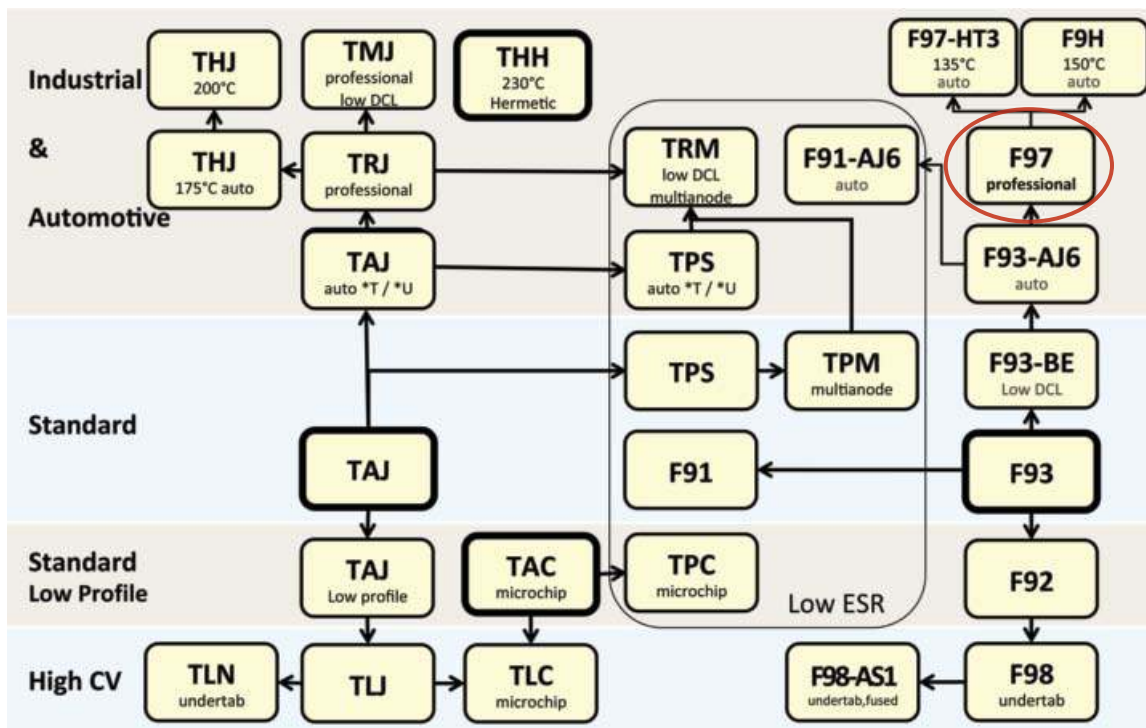 Industrial
&
Automotive
THJ
200°C
TMJ
professional
low DCL
THH
230°C
Hermetic
F97-HT3
135°C
auto
F9H
150°C
auto
THJ
175°C auto
TRJ
professional
TRM
low DCL
multianode
F91-AJ6
auto
F97
professional
TAJ
auto *T / *U
TPS
auto *T / *U
F93-AJ6
auto
Standard
TPS
TPM
multianode
F93-BE
Low DCL
TAJ
F91
F93
Standard
Low Profile
TAJ
Low profile
TAC
microchip
TPC
microchip
Low ESR
F92
High CV
TLN
undertab
TLJ
TLC
microchip
F98-AS1
undertab,fused
F98
undertab